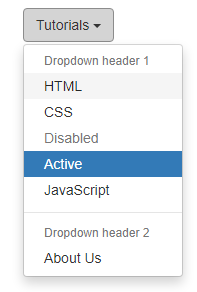 Tutorials
Dropdown header 1
HTML
CSS
Disabled
Active
JavaScript
Dropdown header 2
About Us